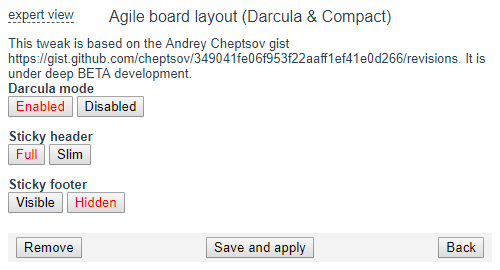 expert view Agile board layout (Darcula & Compact)
This tweak is based on the Andrey Cheptsov gist
https://gist.github.com/cheptsov/349041fe06f953f22aaff1ef41e0d266/revisions. It is
under deep BETA development.
Darcula mode
Enabled Disabled
Sticky header
Full Slim
Sticky footer
Visible Hidden
Remove Save and apply Back